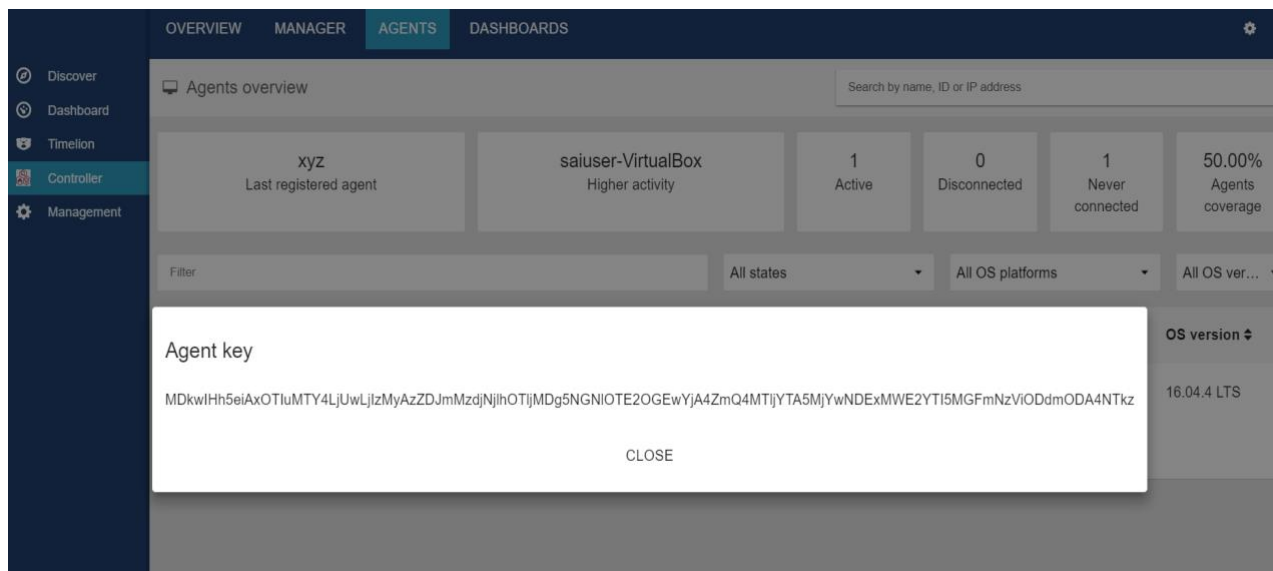 OVERVIEW MANAGER AGENTS DASHBOARDS
Discover
Dashboard
Timelion
Controller
Management
Agents overview
Search by name, ID or IP address
xyz
Last registered agent
saiuser-VirtualBox
Higher activity
1
Active
0
Disconnected
1
Never
connected
50.00%
Agents
coverage
Filter
All states
All OS platforms
All OS ver...
Agent key
MDkwIHh5eiAxOTIuMTY4LjUwLjIzMyAzZDJmMzdjNjlhOTljMDg5NGNlOTE2OGEwYjA4ZmQ4MTljYTA5MjYwNDExMWE2YTI5MGFmNzViODdmODA4NTkz
CLOSE
OS version
16.04.4 LTS